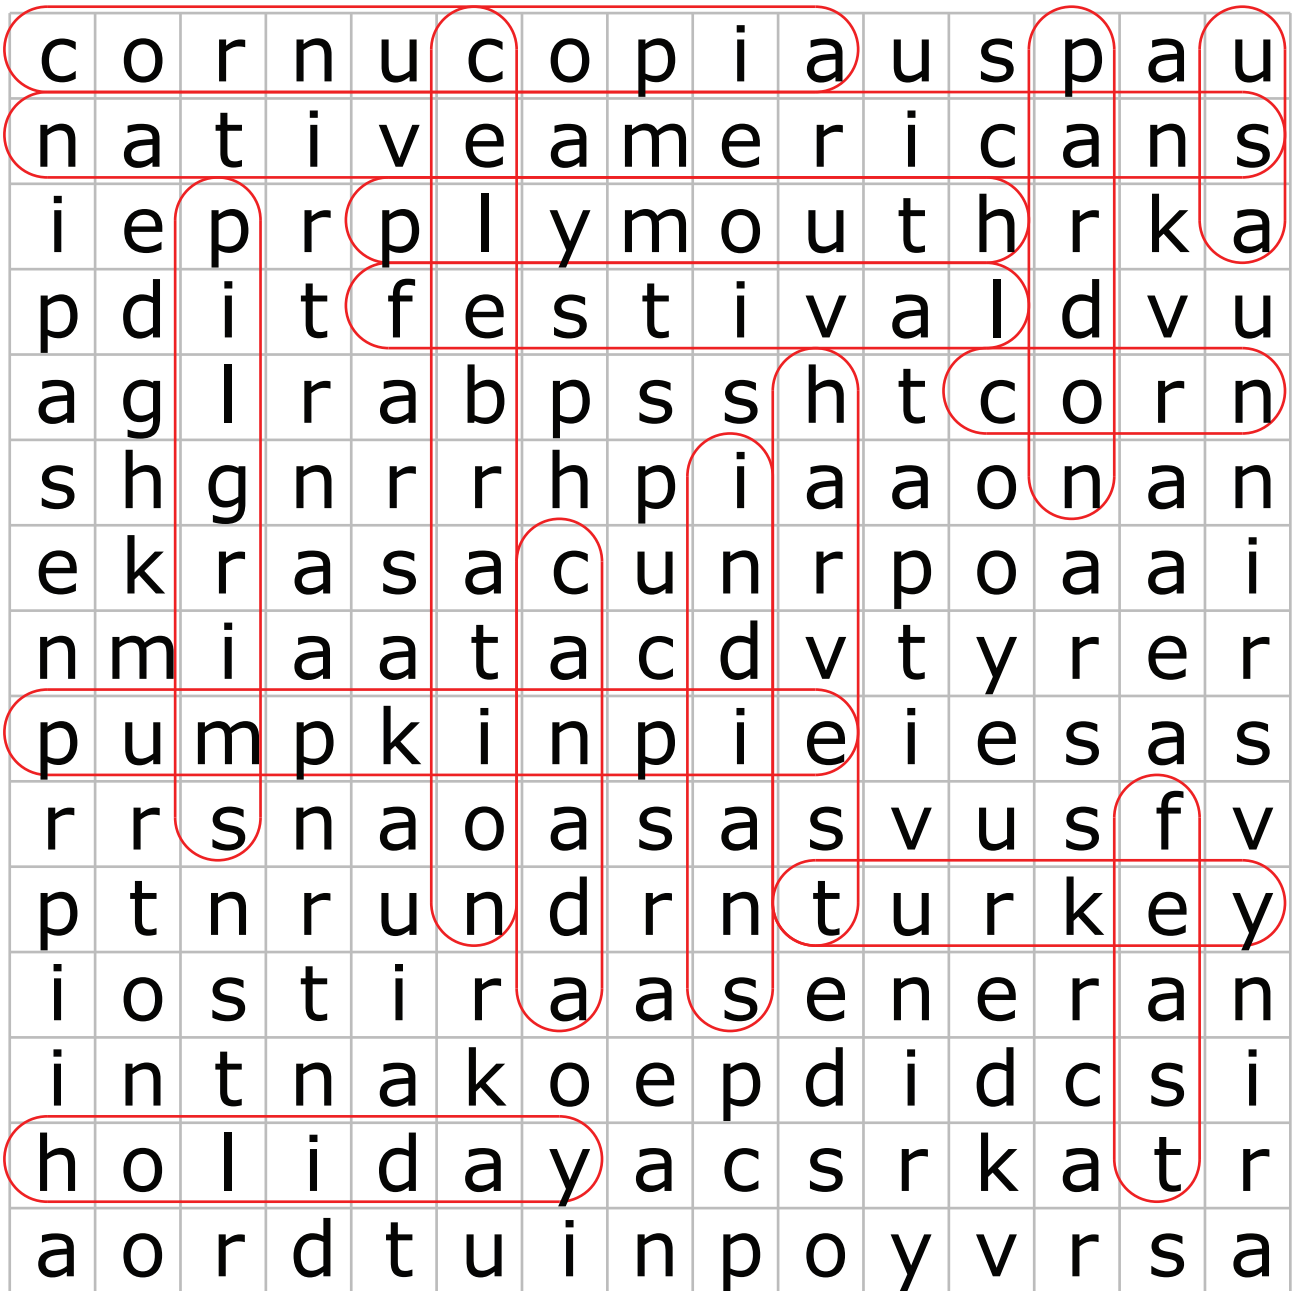 c o r n u c o p i a u s p a u
n a t i v e a m e r i c a n s
i e p r p l y m o u t h r k a
p d i t f e s t i v a l d v u
a g l r a b p s s h t c o r n
s h g n r r h p i a a o n a n
e k r a s a c u n r p o a a i
n m i a a t a c d v t y r e r
p u m p k i n p i e i e s a s
r r s n a o a s a s v u s f v
p t n r u n d r n t u r k e y
i o s t i r a a s e n e r a n
i n t n a k o e p d i d c s i
h o l i d a y a c s r k a t r
a o r d t u i n p o y v r s a